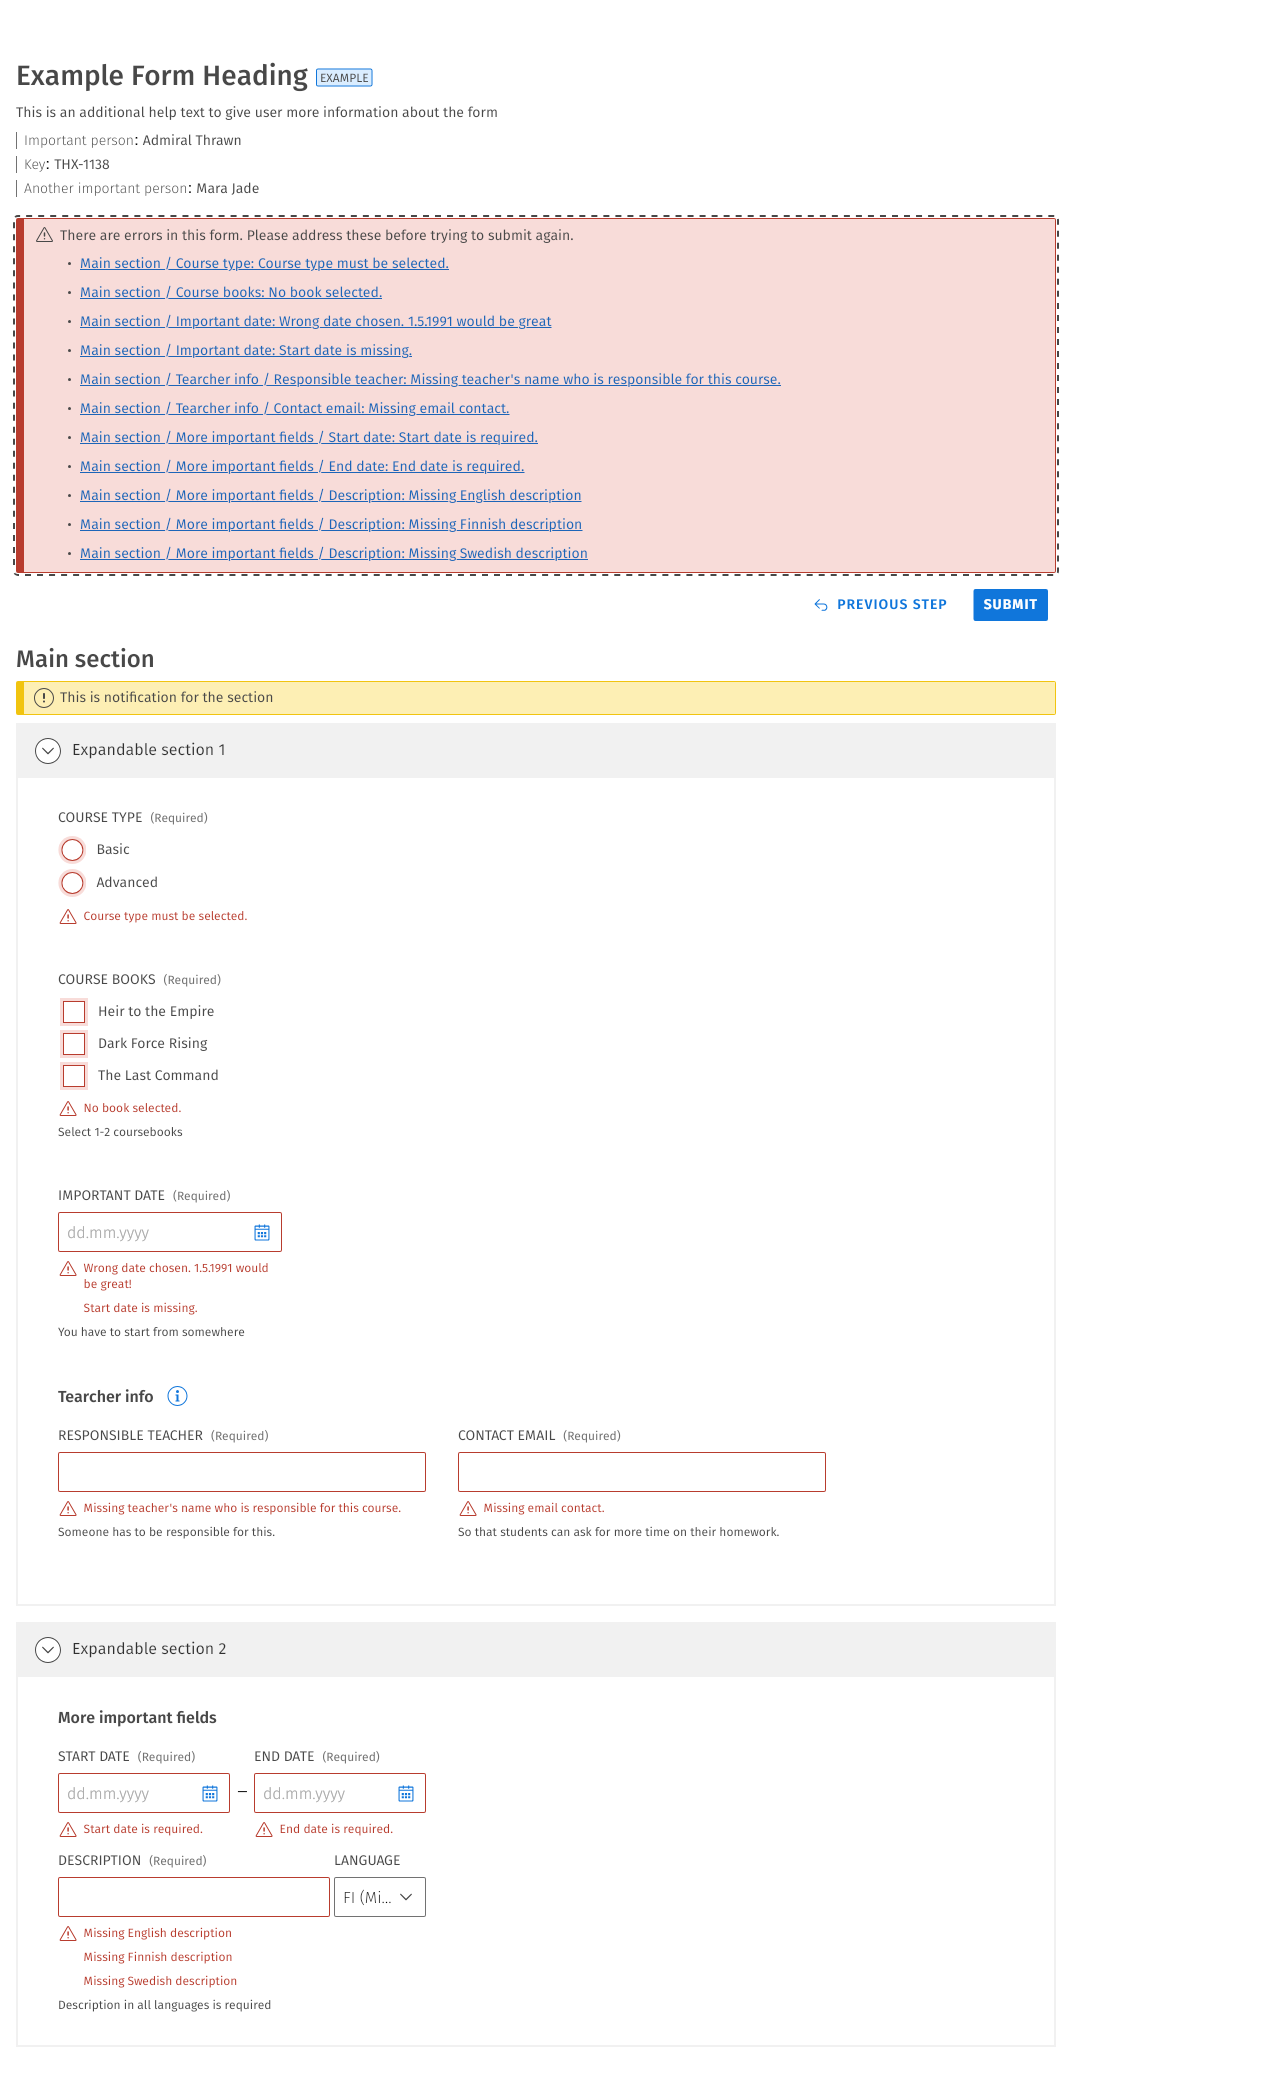 Example Form Heading EXAMPLE
This is an additional help text to give user more information about the form
Important person: Admiral Thrawn
Key: THX-1138
Another important person: Mara Jade
There are errors in this form. Please address these before trying to submit again.
• Main section / Course type: Course type must be selected.
• Main section / Course books: No book selected.
• Main section / Important date: Wrong date chosen. 1.5.1991 would be great
• Main section / Important date: Start date is missing.
• Main section / Tearcher info / Responsible teacher: Missing teacher's name who is responsible for this course.
• Main section / Tearcher info / Contact email: Missing email contact.
• Main section / More important fields / Start date: Start date is required.
• Main section / More important fields / End date: End date is required.
• Main section / More important fields / Description: Missing English description
• Main section / More important fields / Description: Missing Finnish description
• Main section / More important fields / Description: Missing Swedish description
PREVIOUS STEP SUBMIT
Main section
This is notification for the section
Expandable section 1
COURSE TYPE (Required)
Basic
Advanced
Course type must be selected.
COURSE BOOKS (Required)
Heir to the Empire
Dark Force Rising
The Last Command
No book selected.
Select 1-2 coursebooks
IMPORTANT DATE (Required)
dd.mm.yyyy
Wrong date chosen. 1.5.1991 would
be great!
Start date is missing.
You have to start from somewhere
Tearcher info
RESPONSIBLE TEACHER (Required) CONTACT EMAIL (Required)
Missing teacher's name who is responsible for this course. Missing email contact.
Someone has to be responsible for this. So that students can ask for more time on their homework.
Expandable section 2
More important fields
START DATE (Required) END DATE (Required)
dd.mm.yyyy – dd.mm.yyyy
Start date is required. End date is required.
DESCRIPTION (Required) LANGUAGE
FI (Mi...
Missing English description
Missing Finnish description
Missing Swedish description
Description in all languages is required